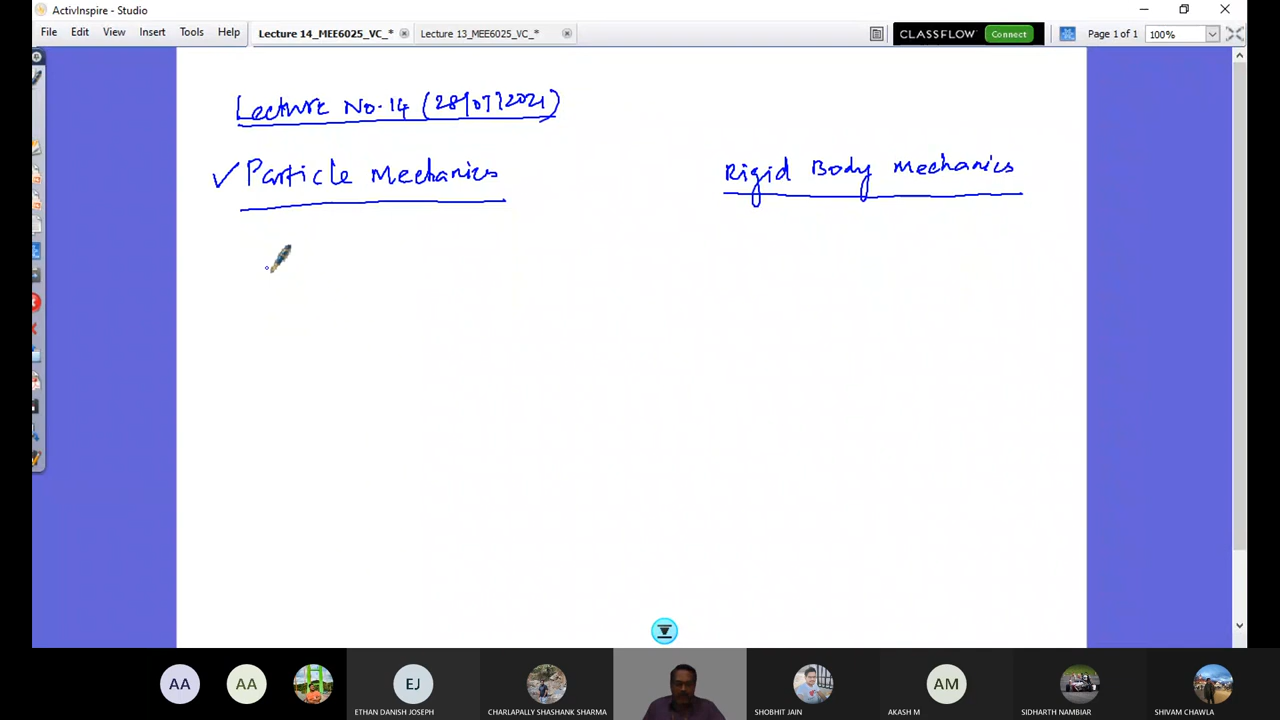 ActivInspire - Studio
File Edit View Insert Tools Help
Lecture 14_MEE6025_VC_* Lecture 13_MEE6025_VC_*
CLASSFLOW Connect
Page 1 of 1 100%
Lecture No.14 (28/07/2021)
✓ Particle Mechanics
Rigid Body Mechanics
AA AA EJ AM
ETHAN DANISH JOSEPH CHARLAPALLY SHASHANK SHARMA SHOBHIT JAIN AKASH M SIDHARTH NAMBIAR SHIVAM CHAWLA